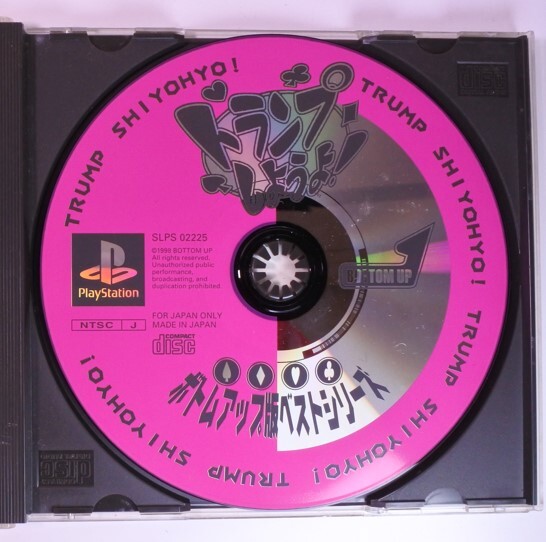 TRUMP SHIYOHYO!
TRUMP SHIYOHYO!
TRUMP SHIYOHYO!
TRUMP SHIYOHYO!
トランプ
しようよ!
SLPS 02225
BOTTOM UP
All rights reserved.
Unauthorized public
performance,
broadcasting, and
duplication prohibited.
PlayStation
BOTTOM UP
NTSC J
FOR JAPAN ONLY
MADE IN JAPAN
COMPACT
disc
ボトムアップ版ベストシリーズ